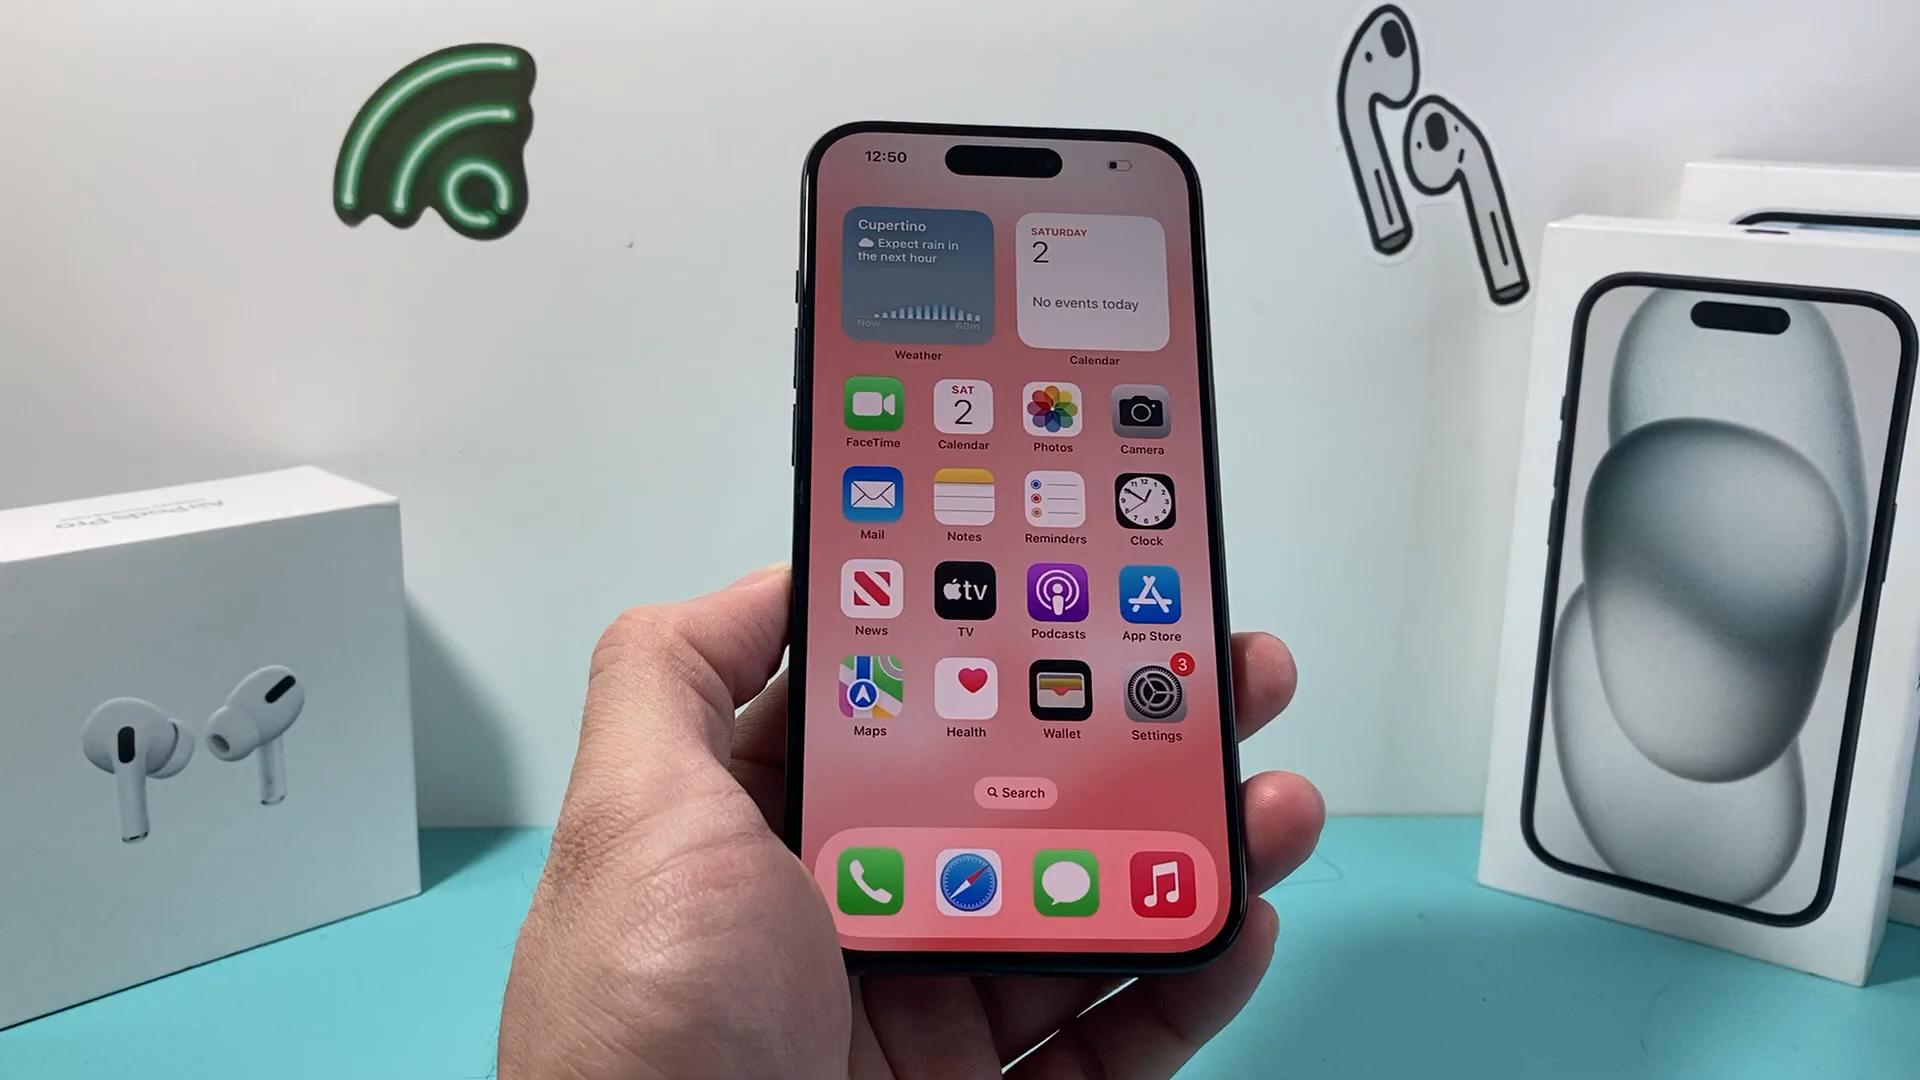 12:50
Cupertino
Expect rain in
the next hour
Now 60m
Weather
SATURDAY
2
No events today
Calendar
FaceTime
SAT
2
Calendar
Photos
Camera
Mail
Notes
Reminders
Clock
News
tv
TV
Podcasts
App Store
Maps
Health
Wallet
3
Settings
Search
AirPods Pro